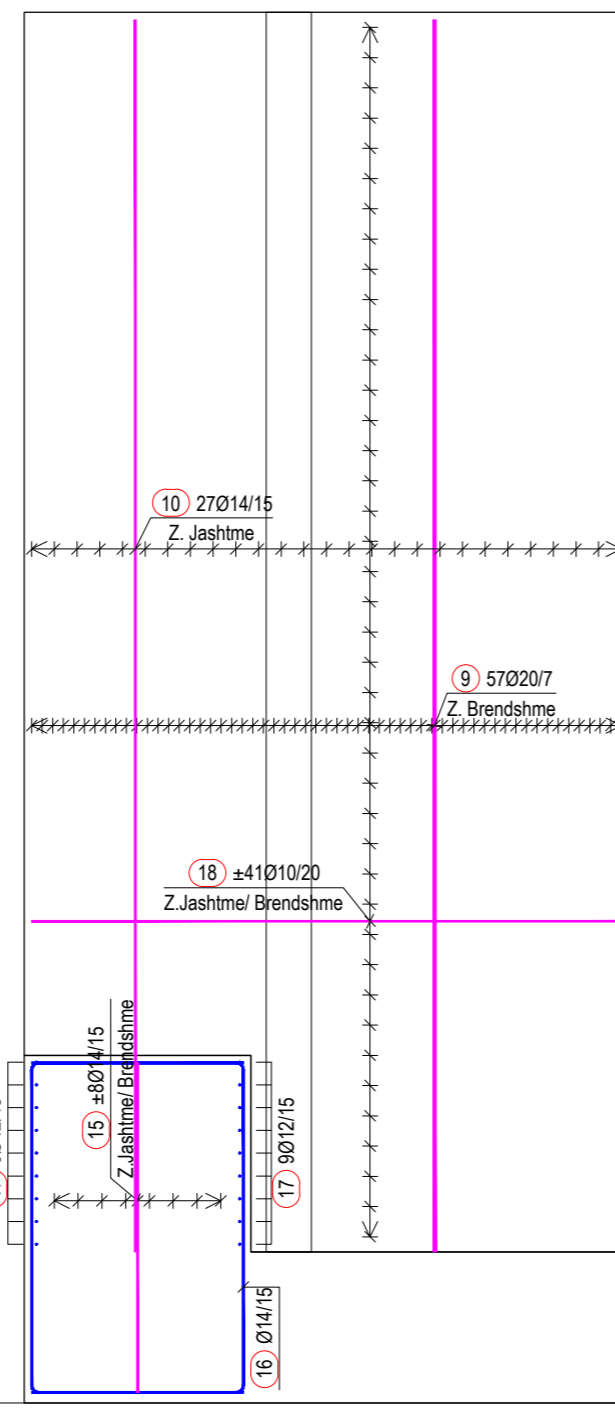 10 27Ø14/15
Z. Jashtme
9 57Ø20/7
Z. Brendshme
18 ±41Ø10/20
Z.Jashtme/ Brendshme
15 ±8Ø14/15
Z.Jashtme/ Brendshme
17 9Ø12/15
16 Ø14/15